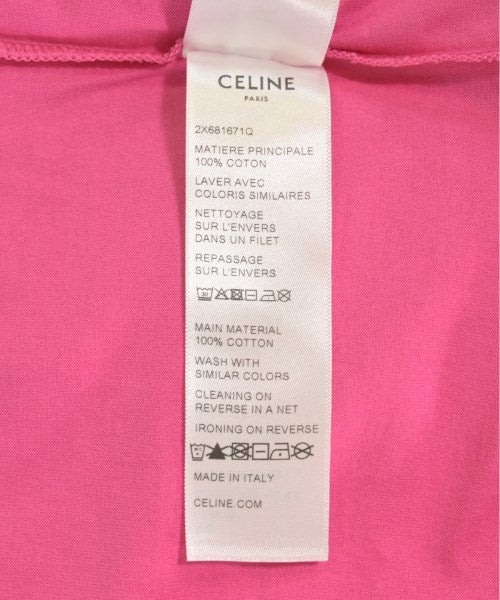 CELINE
PARIS
2X681671Q
MATIERE PRINCIPALE
100% COTON
LAVER AVEC
COLORIS SIMILAIRES
NETTOYAGE
SUR L'ENVERS
DANS UN FILET
REPASSAGE
SUR L'ENVERS
30
MAIN MATERIAL
100% COTTON
WASH WITH
SIMILAR COLORS
CLEANING ON
REVERSE IN A NET
IRONING ON REVERSE
MADE IN ITALY
CELINE.COM